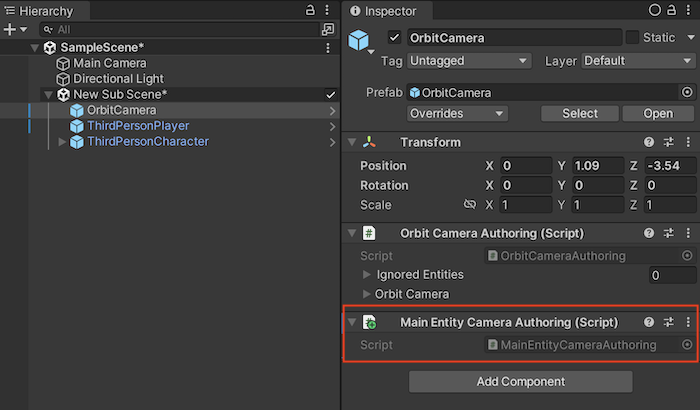 Hierarchy
All
SampleScene*
Main Camera
Directional Light
New Sub Scene*
OrbitCamera
ThirdPersonPlayer
ThirdPersonCharacter
Inspector
OrbitCamera Static
Tag Untagged Layer Default
Prefab OrbitCamera
Overrides Select Open
Transform
Position X 0 Y 1.09 Z -3.54
Rotation X 0 Y 0 Z 0
Scale X 1 Y 1 Z 1
# Orbit Camera Authoring (Script)
Script OrbitCameraAuthoring
Ignored Entities 0
Orbit Camera
# Main Entity Camera Authoring (Script)
Script MainEntityCameraAuthoring
Add Component